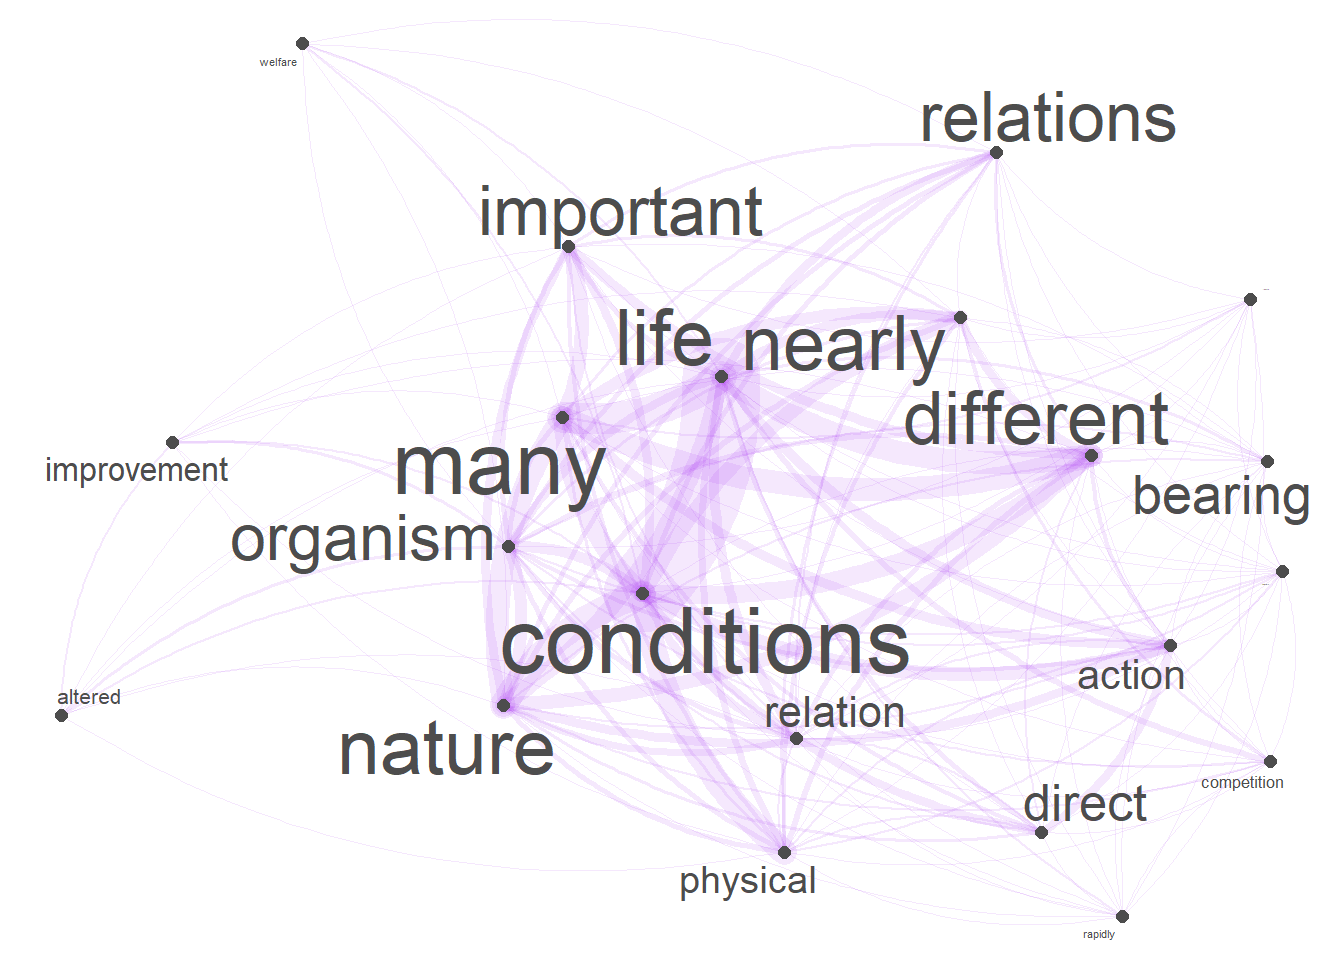 welfare
relations
important
life
nearly
different
many
improvement
bearing
organism
conditions
action
altered
relation
nature
competition
direct
physical
rapidly